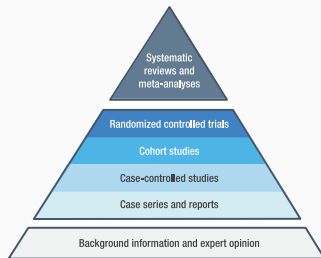 Systematic
reviews and
meta-analyses
Randomized controlled trials
Cohort studies
Case-controlled studies
Case series and reports
Background information and expert opinion